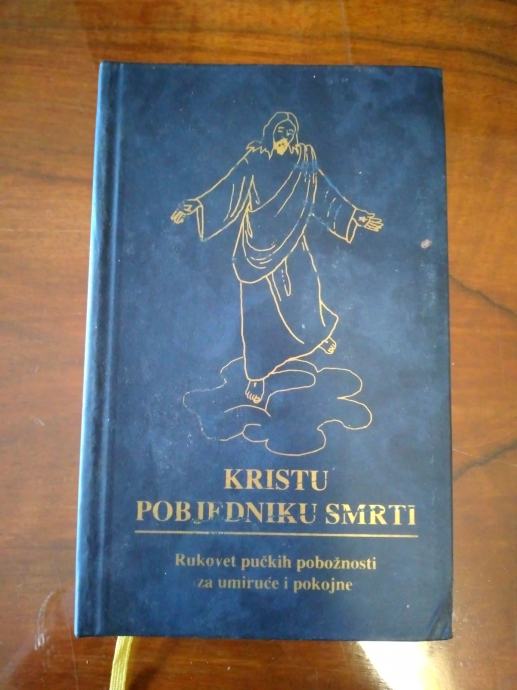 KRISTU
POBJEDNIKU SMRTI
Rukovet pučkih pobožnosti
za umiruće i pokojne